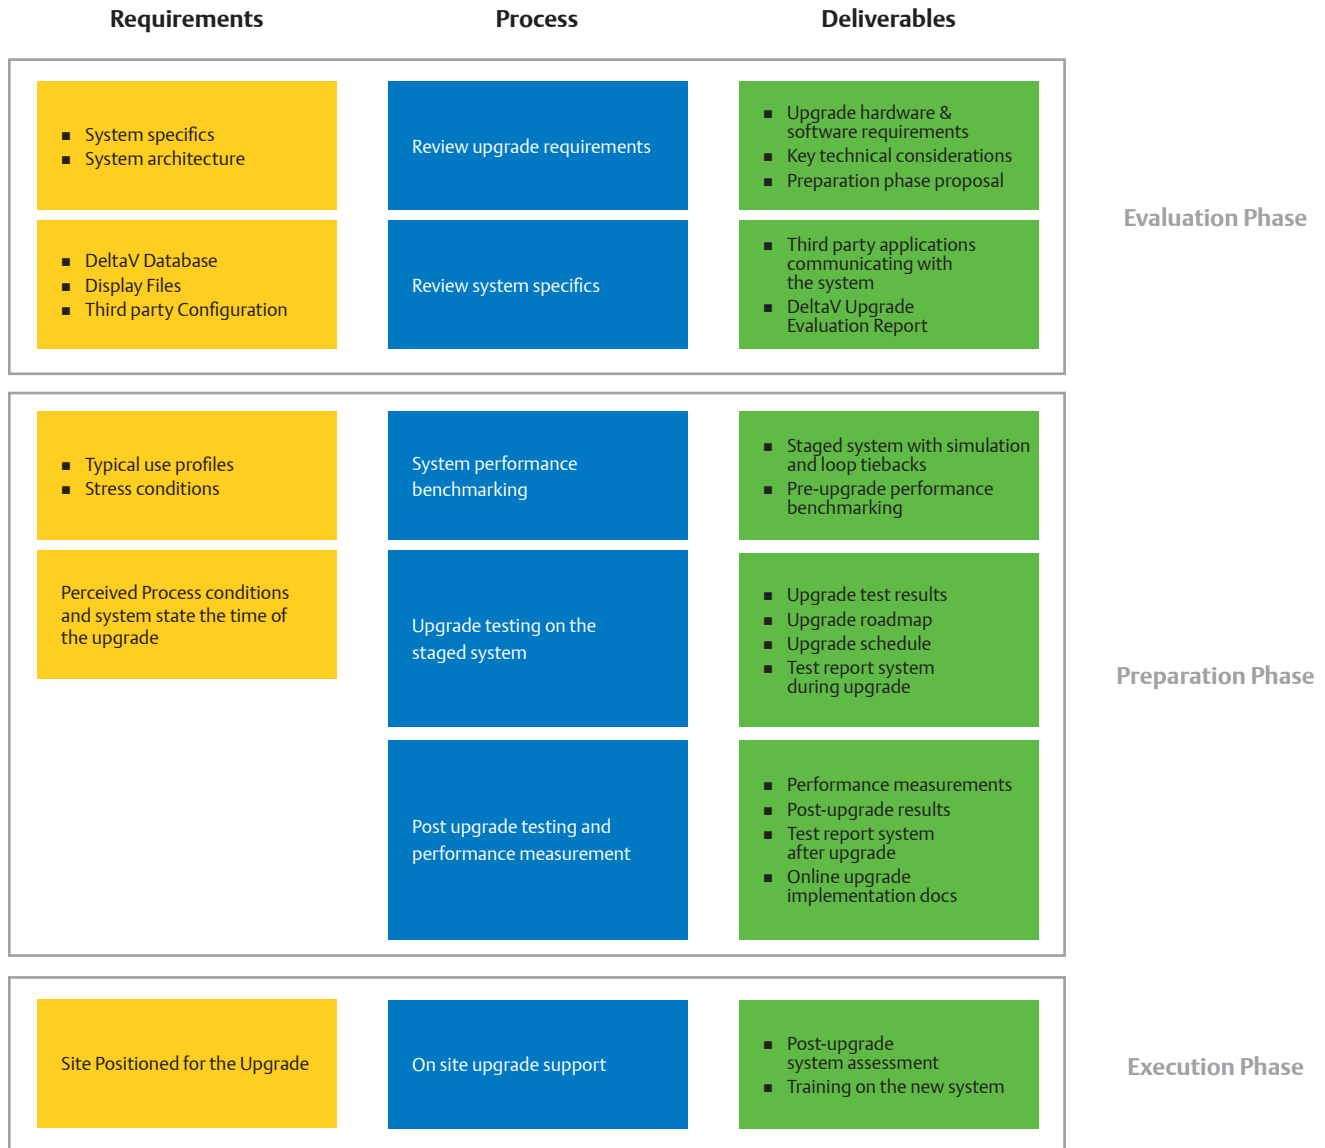 Requirements
Process
Deliverables
■ System specifics
■ System architecture
Review upgrade requirements
■ Upgrade hardware &
software requirements
■ Key technical considerations
■ Preparation phase proposal
■ DeltaV Database
■ Display Files
■ Third party Configuration
Review system specifics
■ Third party applications
communicating with
the system
■ DeltaV Upgrade
Evaluation Report
Evaluation Phase
■ Typical use profiles
■ Stress conditions
System performance
benchmarking
■ Staged system with simulation
and loop tiebacks
■ Pre-upgrade performance
benchmarking
Perceived Process conditions
and system state the time of
the upgrade
Upgrade testing on the
staged system
■ Upgrade test results
■ Upgrade roadmap
■ Upgrade schedule
■ Test report system
during upgrade
Preparation Phase
Post upgrade testing and
performance measurement
■ Performance measurements
■ Post-upgrade results
■ Test report system
after upgrade
■ Online upgrade
implementation docs
Site Positioned for the Upgrade
On site upgrade support
■ Post-upgrade
system assessment
■ Training on the new system
Execution Phase